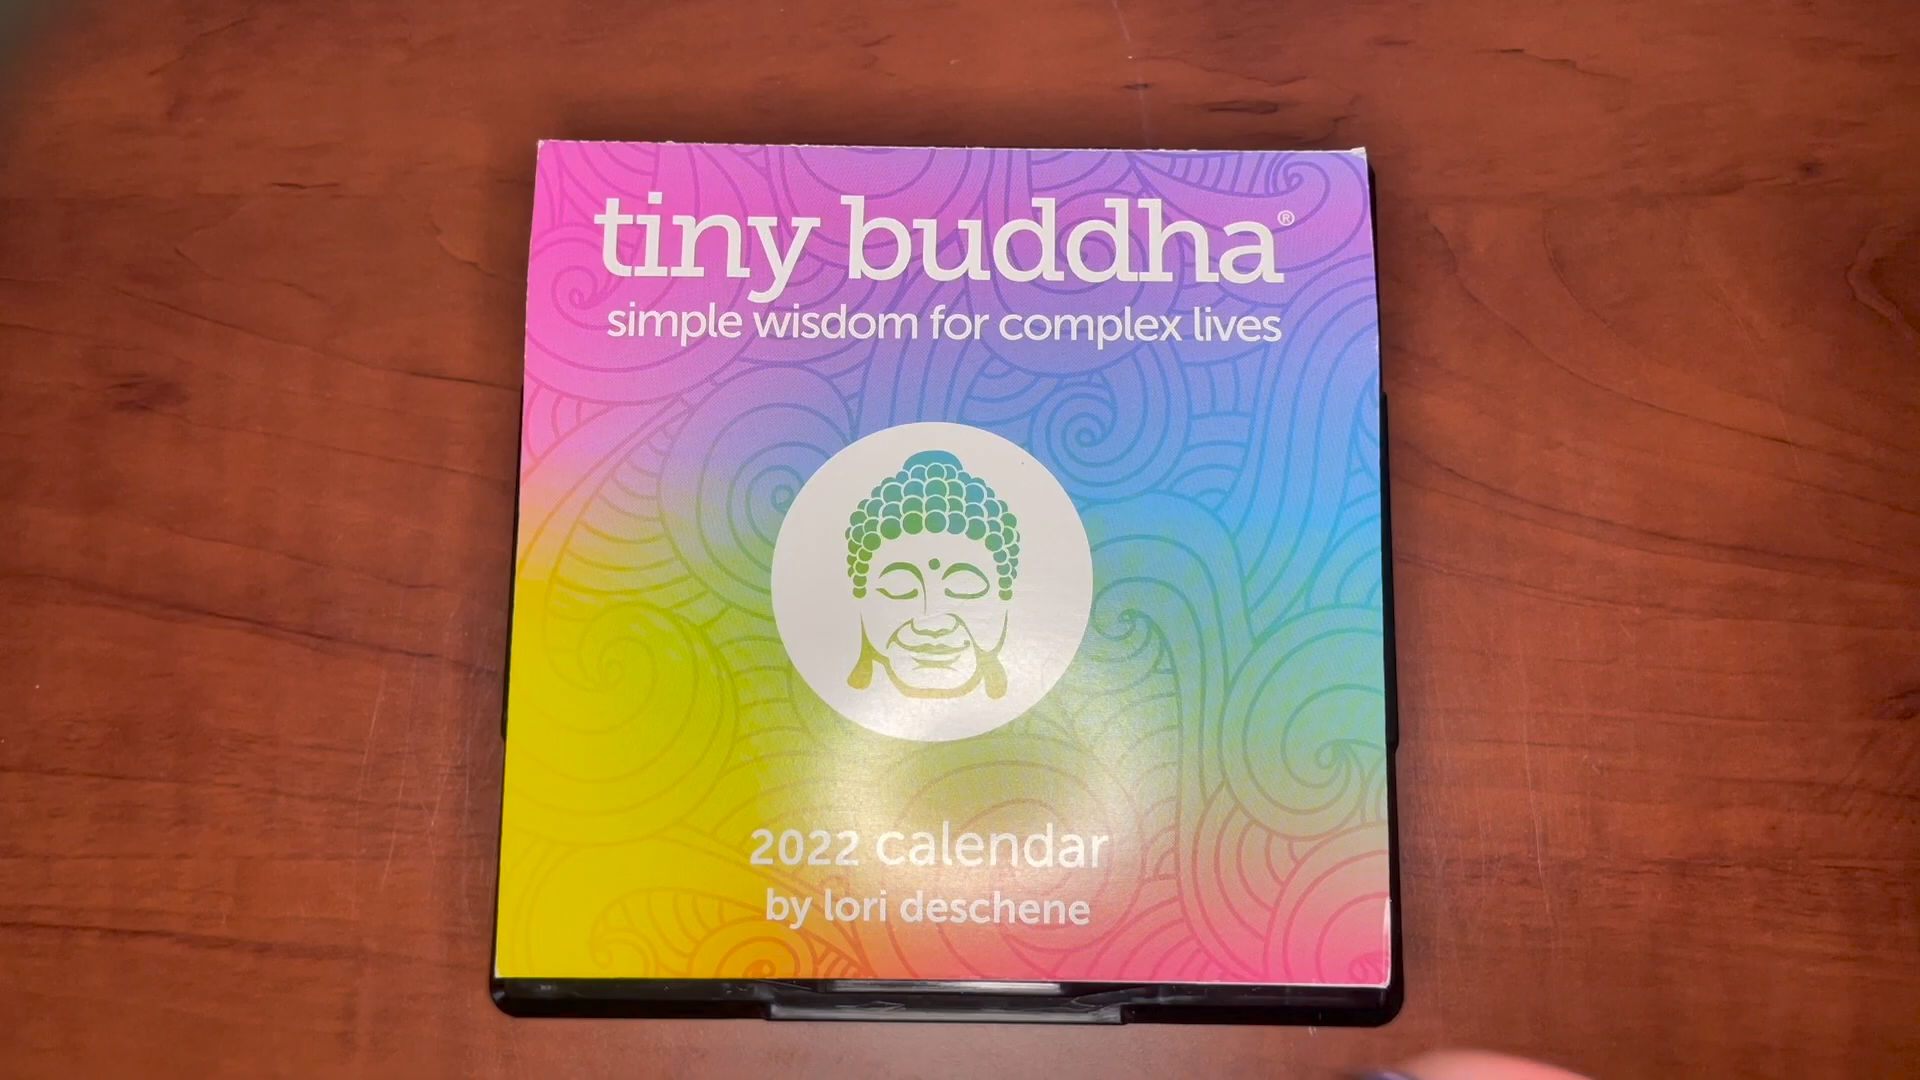 tiny buddha®
simple wisdom for complex lives
2022 calendar
by lori deschene